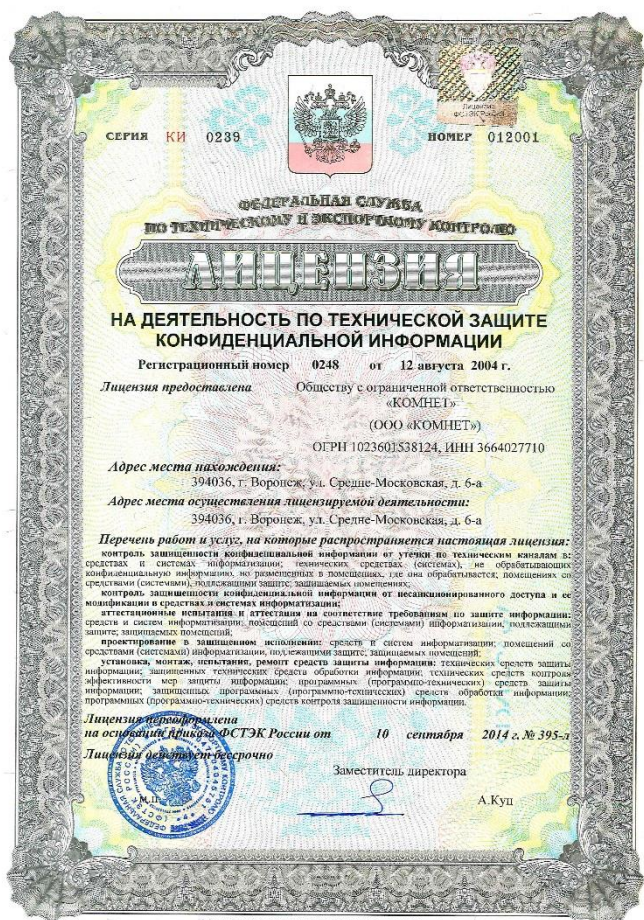 Лицензия
ФСТЭК России
СЕРИЯ КИ 0239 НОМЕР 012001
ФЕДЕРАЛЬНАЯ СЛУЖБА
ПО ТЕХНИЧЕСКОМУ И ЭКСПОРТНОМУ КОНТРОЛЮ
ЛИЦЕНЗИЯ
НА ДЕЯТЕЛЬНОСТЬ ПО ТЕХНИЧЕСКОЙ ЗАЩИТЕ
КОНФИДЕНЦИАЛЬНОЙ ИНФОРМАЦИИ
Регистрационный номер 0248 от 12 августа 2004 г.
Лицензия предоставлена Обществу с ограниченной ответственностью
«КОМНЕТ»
(ООО «КОМНЕТ»)
ОГРН 1023601538124, ИНН 3664027710
Адрес места нахождения:
394036, г. Воронеж, ул. Средне-Московская, д. 6-а
Адрес места осуществления лицензируемой деятельности:
394036, г. Воронеж, ул. Средне-Московская, д. 6-а
Перечень работ и услуг, на которые распространяется настоящая лицензия:
контроль защищенности конфиденциальной информации от утечки по техническим каналам в:
средствах и системах информатизации; технических средствах (системах), не обрабатывающих
конфиденциальную информацию, но размещенных в помещениях, где она обрабатывается; помещениях со
средствами (системами), подлежащими защите; защищаемых помещениях;
контроль защищенности конфиденциальной информации от несанкционированного доступа и ее
модификации в средствах и системах информатизации;
аттестационные испытания и аттестация на соответствие требованиям по защите информации:
средств и систем информатизации; помещений со средствами (системами) информатизации, подлежащими
защите; защищаемых помещений;
проектирование в защищенном исполнении: средств и систем информатизации; помещений со
средствами (системами) информатизации, подлежащими защите; защищаемых помещений;
установка, монтаж, испытания, ремонт средств защиты информации: технических средств защиты
информации; защищенных технических средств обработки информации; технических средств контроля
эффективности мер защиты информации; программных (программно-технических) средств защиты
информации; защищенных программных (программно-технических) средств обработки информации;
программных (программно-технических) средств контроля защищенности информации.
Лицензия переоформлена
на основании приказа ФСТЭК России от 10 сентября 2014 г. № 395-л
Лицензия действует бессрочно
Заместитель директора
М.П. А.Куц